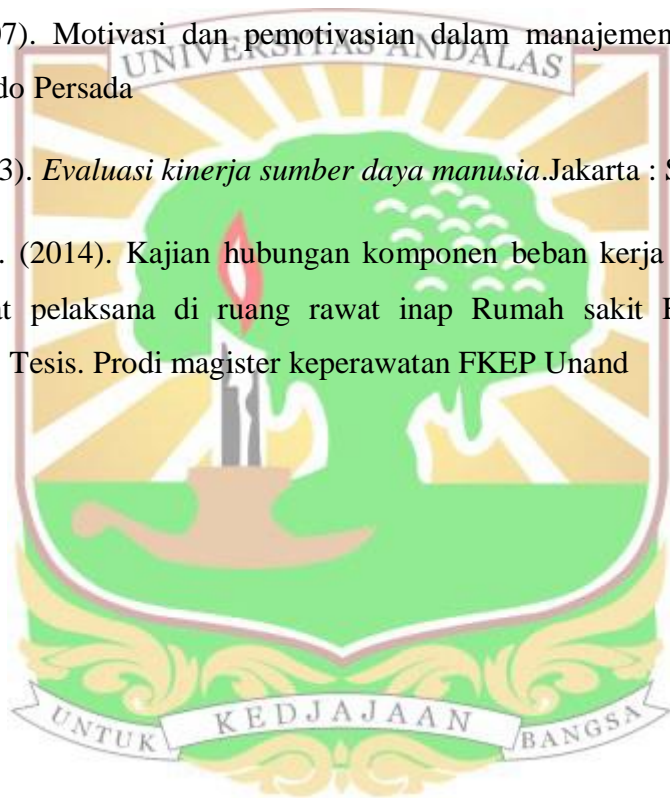 07). Motivasi dan pemotivasian dalam manajemen
UNIVERSITAS ANDALAS
do Persada
3). Evaluasi kinerja sumber daya manusia.Jakarta : S
. (2014). Kajian hubungan komponen beban kerja
at pelaksana di ruang rawat inap Rumah sakit
Tesis. Prodi magister keperawatan FKEP Unand
UNTUK KEDJAJAAN BANGSA